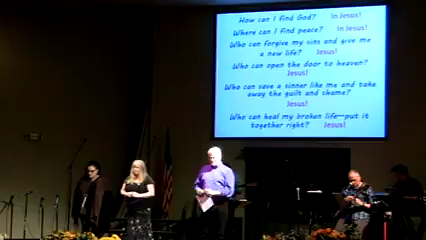 How can I find God? In Jesus!
Where can I find peace? In Jesus!
Who can forgive my sins and give me
a new life? Jesus!
Who can open the door to heaven?
Jesus!
Who can save a sinner like me and take
away the guilt and shame?
Jesus!
Who can heal my broken life—put it
together right? Jesus!